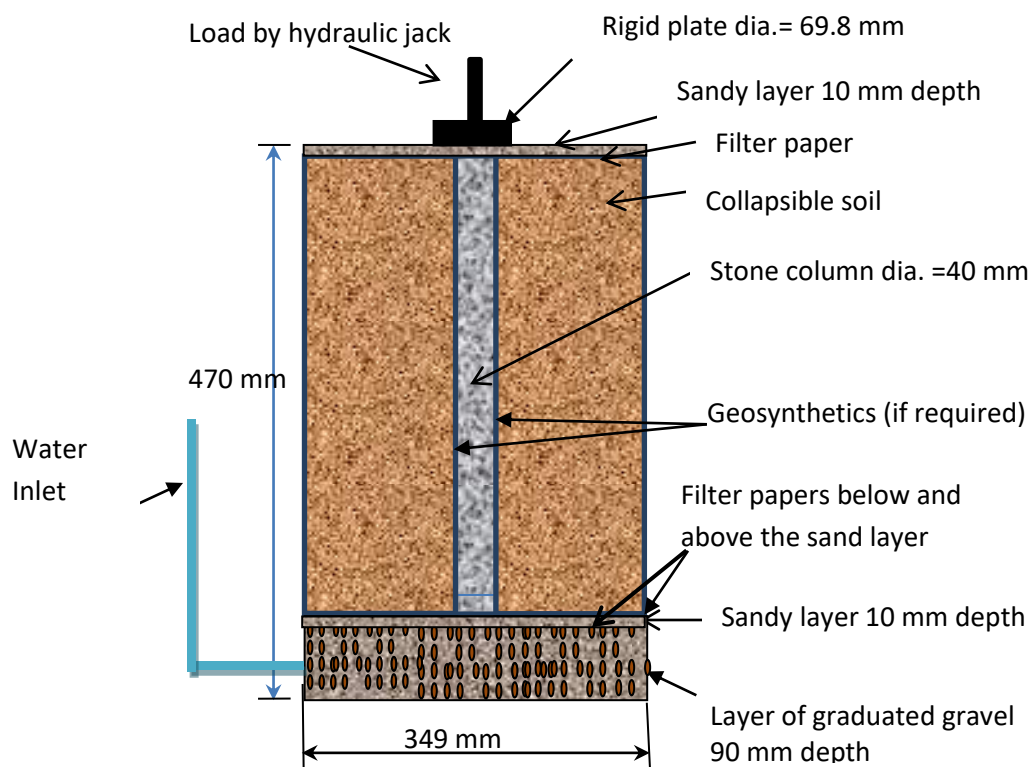 Load by hydraulic jack
Rigid plate dia.= 69.8 mm
Sandy layer 10 mm depth
Filter paper
Collapsible soil
Stone column dia. =40 mm
470 mm
Geosynthetics (if required)
Water
Inlet
Filter papers below and
above the sand layer
Sandy layer 10 mm depth
Layer of graduated gravel
90 mm depth
349 mm